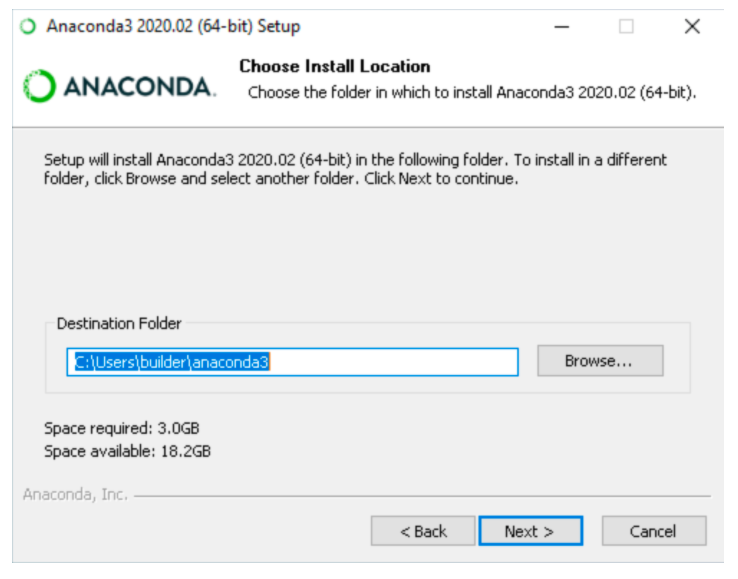 Anaconda3 2020.02 (64-bit) Setup
ANACONDA.
Choose Install Location
Choose the folder in which to install Anaconda3 2020.02 (64-bit).
Setup will install Anaconda3 2020.02 (64-bit) in the following folder. To install in a different
folder, click Browse and select another folder. Click Next to continue.
Destination Folder
C:\Users\builder\anaconda3
Browse...
Space required: 3.0GB
Space available: 18.2GB
Anaconda, Inc.
< Back
Next >
Cancel